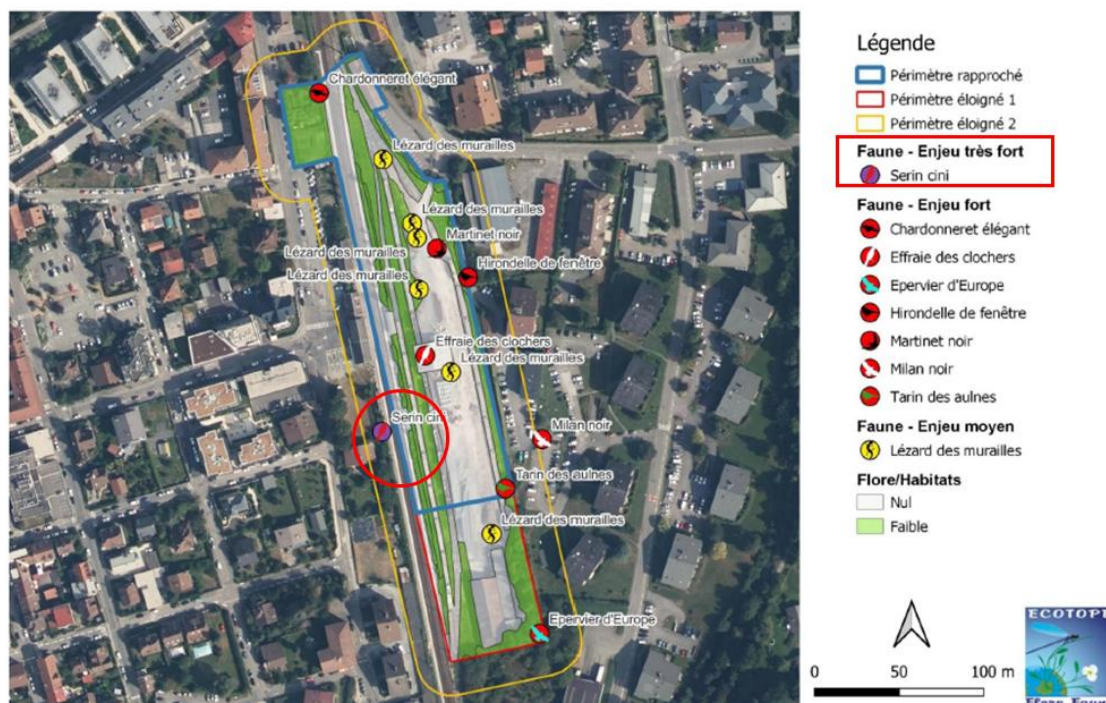 Chardonneret élégant
Lézard des murailles
Lézard des murailles
Martinet noir
Lézard des murailles
Hirondelle de fenêtre
Lézard des murailles
Effraie des clochers
Lézard des murailles
Serin cini
Milan noir
Tarin des aulnes
Lézard des murailles
Epervier d'Europe
Légende
Périmètre rapproché
Périmètre éloigné 1
Périmètre éloigné 2
Faune - Enjeu très fort
Serin cini
Faune - Enjeu fort
Chardonneret élégant
Effraie des clochers
Epervier d'Europe
Hirondelle de fenêtre
Martinet noir
Milan noir
Tarin des aulnes
Faune - Enjeu moyen
Lézard des murailles
Flore/Habitats
Nul
Faible
0 50 100 m
ECOTOPE
Flore Faune